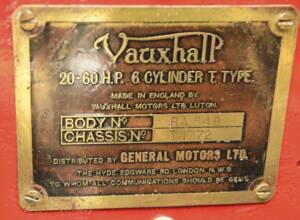 Vauxhall
20-60 H.P. 6 CYLINDER T. TYPE.
MADE IN ENGLAND BY
VAUXHALL MOTORS LTD. LUTON.
BODY No
CHASSIS No
DISTRIBUTED BY GENERAL MOTORS LTD.
THE HYDE, EDGWARE RD. LONDON. N.W.9
TO WHOM ALL COMMUNICATIONS SHOULD BE SENT.